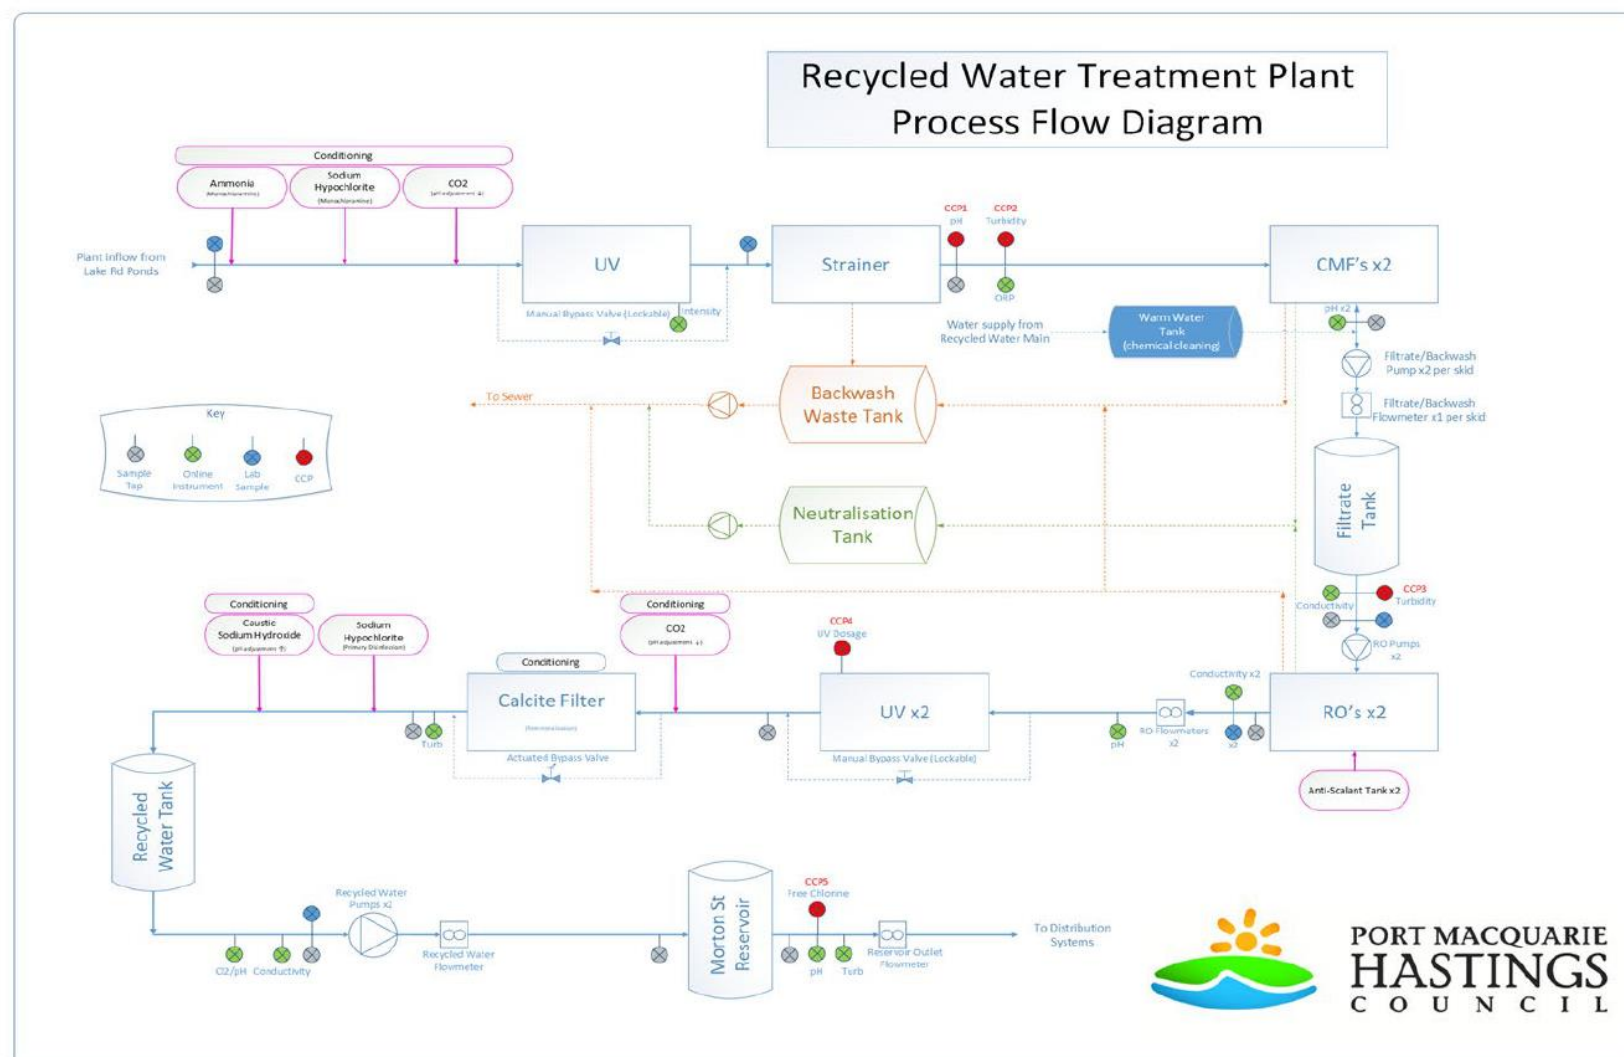 Recycled Water Treatment Plant
Process Flow Diagram
Conditioning
Ammonia
(Monochloramine)
Sodium
Hypochlorite
(Monochloramine)
CO2
(pH adjustment ↓)
Plant Inflow from
Lake Rd Ponds
UV
Intensity
Manual Bypass Valve (Lockable)
Strainer
CCP1
pH
CCP2
Turbidity
ORP
CMF's x2
pH x2
Water supply from
Recycled Water Main
Warm Water
Tank
(chemical cleaning)
Filtrate/Backwash
Pump x2 per skid
Filtrate/Backwash
Flowmeter x1 per skid
To Sewer
Backwash
Waste Tank
Key
Sample
Tap
Online
Instrument
Lab
Sample
CCP
Neutralisation
Tank
Filtrate
Tank
Conductivity
CCP3
Turbidity
RO Pumps
x2
Conditioning
Caustic
Sodium Hydroxide
(pH adjustment ↑)
Sodium
Hypochlorite
(Primary Disinfection)
Conditioning
CO2
(pH adjustment ↓)
CCP4
UV Dosage
Conditioning
Calcite Filter
Turb
Actuated Bypass Valve
UV x2
Manual Bypass Valve (Lockable)
pH
RO Flowmeters
x2
Conductivity x2
x2
RO's x2
Anti-Scalant Tank x2
Recycled
Water Tank
Cl2/pH
Conductivity
Recycled Water
Pumps x2
Recycled Water
Flowmeter
Morton St
Reservoir
CCP5
Free Chlorine
pH
Turb
Reservoir Outlet
Flowmeter
To Distribution
Systems
PORT MACQUARIE
HASTINGS
COUNCIL